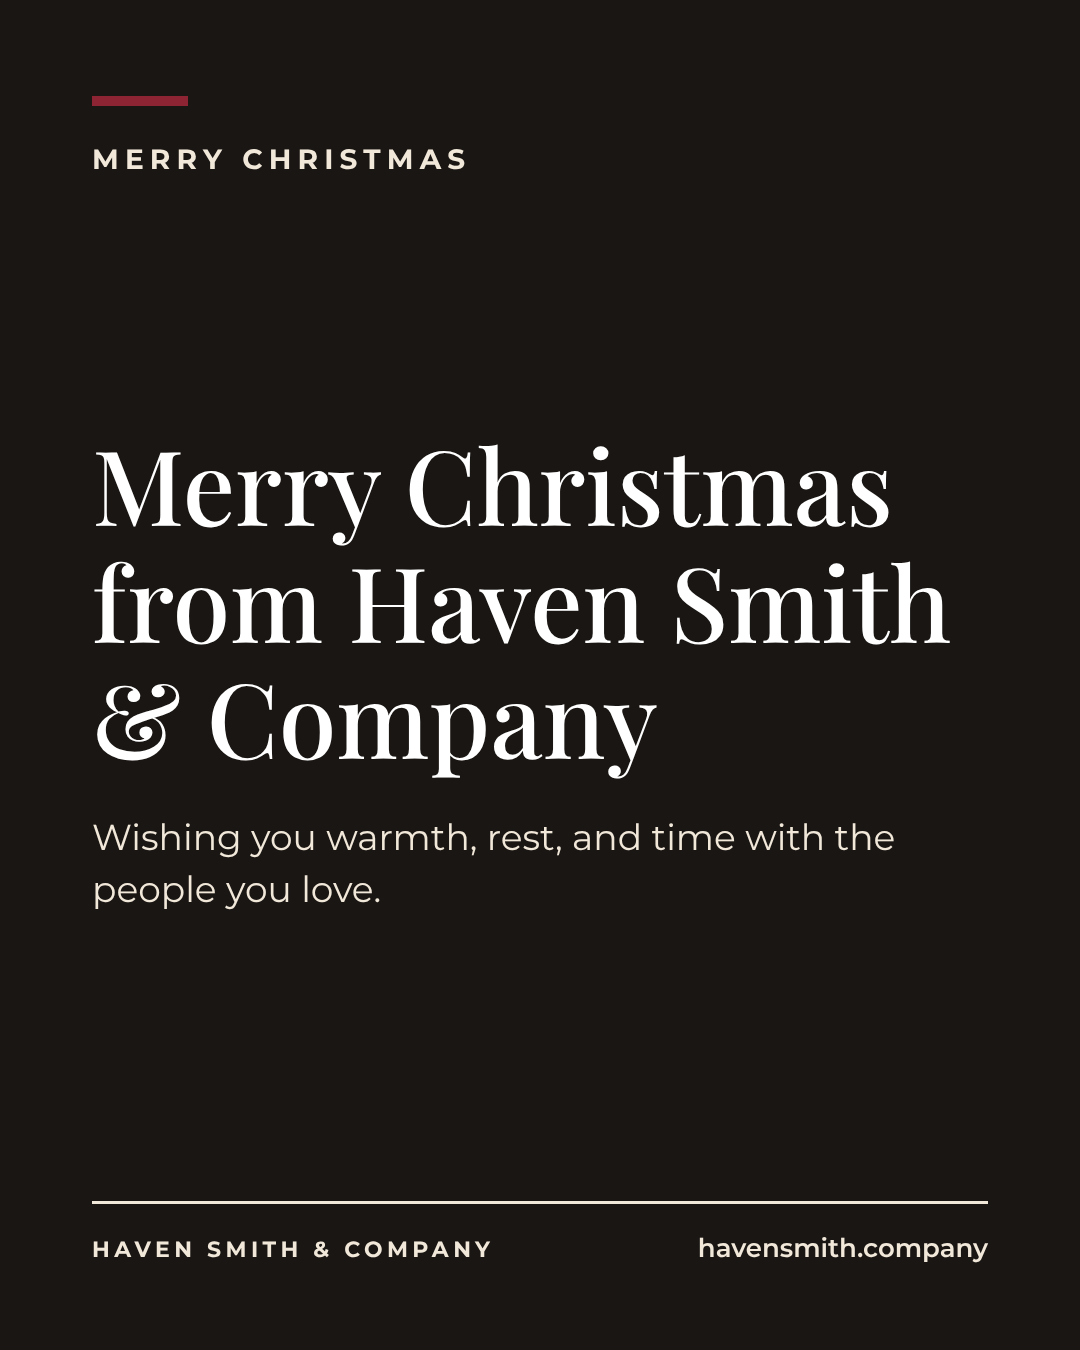 MERRY CHRISTMAS
Merry Christmas
from Haven Smith
& Company
Wishing you warmth, rest, and time with the
people you love.
HAVEN SMITH & COMPANY
havensmith.company